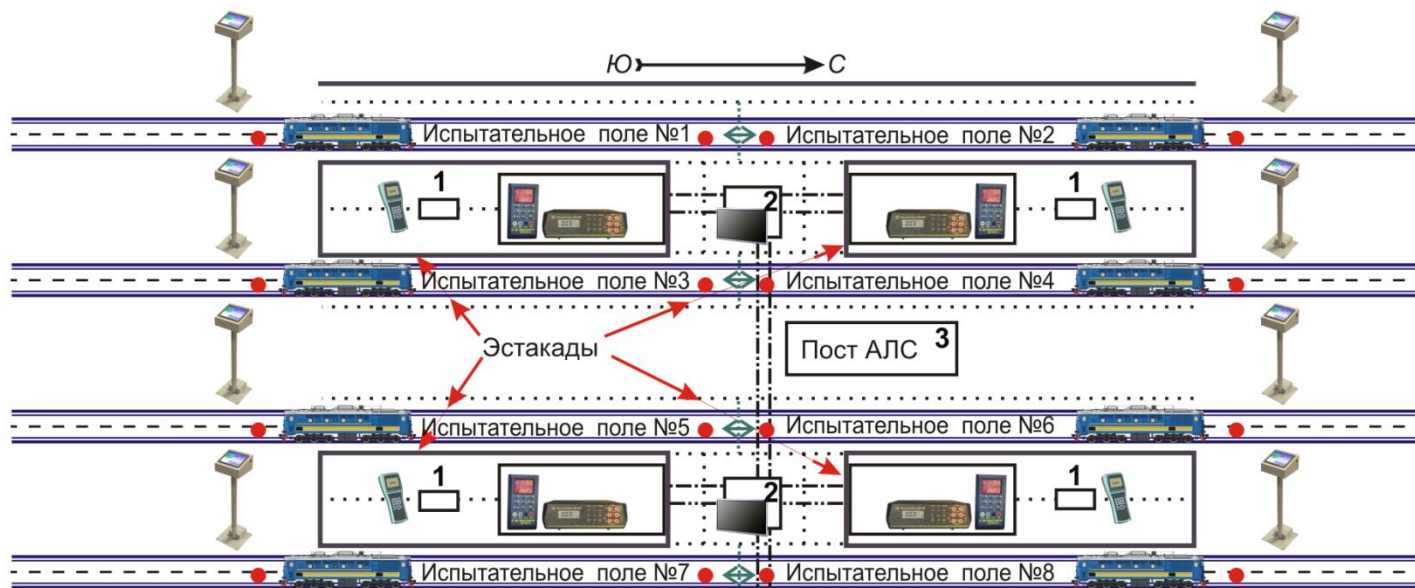 Ю С
Испытательное поле №1 Испытательное поле №2
1 2 1
Испытательное поле №3 Испытательное поле №4
Эстакады Пост АЛС 3
Испытательное поле №5 Испытательное поле №6
1 2 1
Испытательное поле №7 Испытательное поле №8